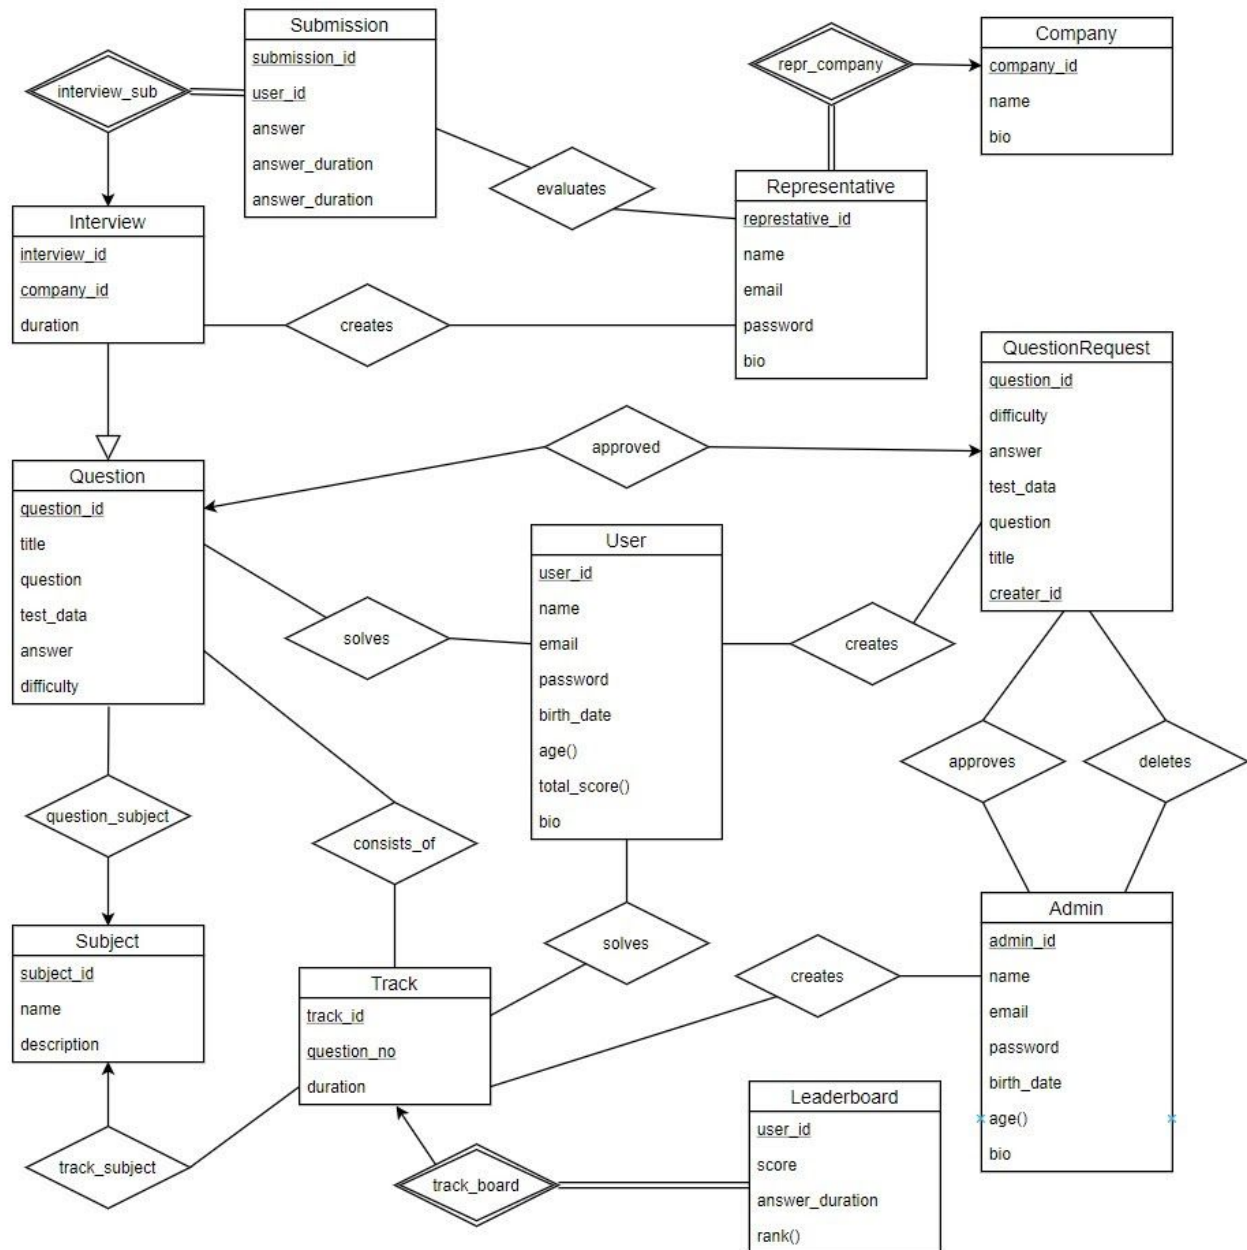 Submission
submission_id
user_id
answer
answer_duration
answer_duration
interview_sub
repr_company
Company
company_id
name
bio
evaluates
Representative
represtative_id
name
email
password
bio
Interview
interview_id
company_id
duration
creates
QuestionRequest
question_id
difficulty
answer
test_data
question
title
creater_id
approved
Question
question_id
title
question
test_data
answer
difficulty
User
user_id
name
email
password
birth_date
age()
total_score()
bio
solves
creates
approves
deletes
question_subject
consists_of
Subject
subject_id
name
description
solves
creates
Admin
admin_id
name
email
password
birth_date
age()
bio
Track
track_id
question_no
duration
track_subject
track_board
Leaderboard
user_id
score
answer_duration
rank()